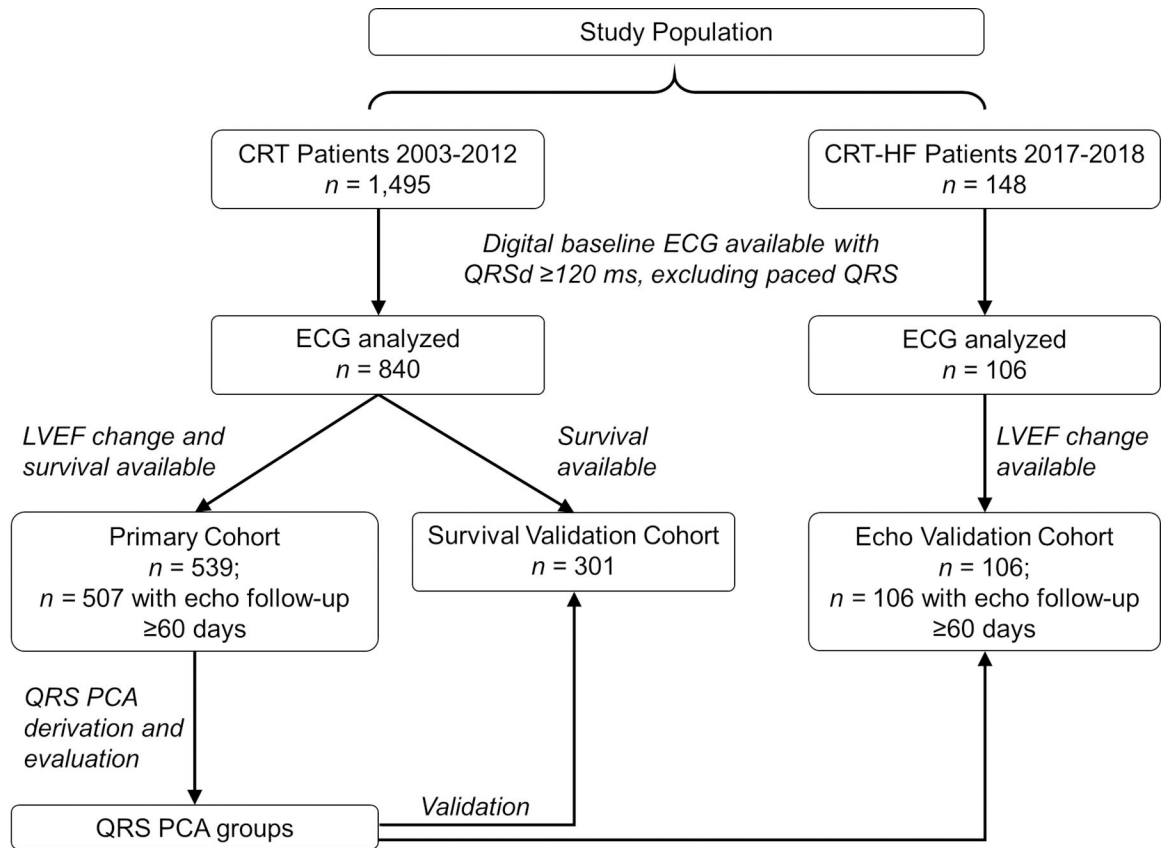 Study Population
CRT Patients 2003-2012
n = 1,495
CRT-HF Patients 2017-2018
n = 148
Digital baseline ECG available with
QRSd ≥120 ms, excluding paced QRS
ECG analyzed
n = 840
ECG analyzed
n = 106
LVEF change and
survival available
Survival
available
LVEF change
available
Primary Cohort
n = 539;
n = 507 with echo follow-up
≥60 days
Survival Validation Cohort
n = 301
Echo Validation Cohort
n = 106;
n = 106 with echo follow-up
≥60 days
QRS PCA
derivation and
evaluation
Validation
QRS PCA groups